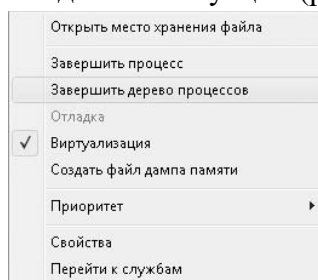 Открыть место хранения файла
Завершить процесс
Завершить дерево процессов
Отладка
Виртуализация
Создать файл дампа памяти
Приоритет
Свойства
Перейти к службам